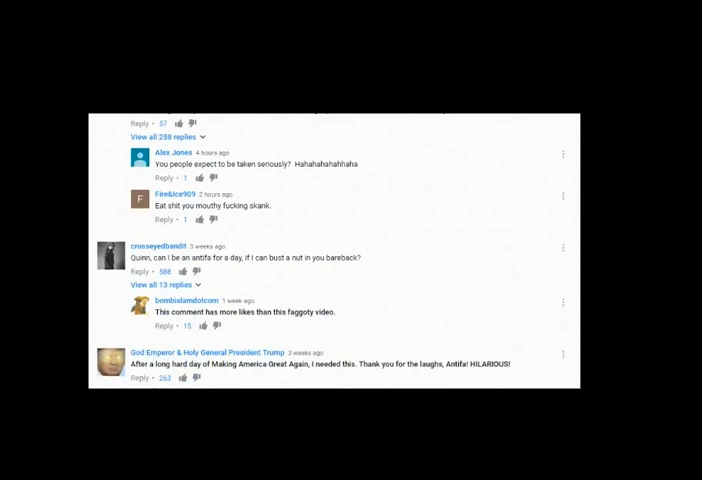 Reply • 57
View all 258 replies
Alex Jones 4 hours ago
You people expect to be taken seriously? Hahahahahahhaha
Reply • 1
F
Fire&Ice909 2 hours ago
Eat shit you mouthy fucking skank.
Reply • 1
crosseyedbandit 3 weeks ago
Quinn, can I be an antifa for a day, if I can bust a nut in you bareback?
Reply • 588
View all 13 replies
bombislamdotcom 1 week ago
This comment has more likes than this faggoty video.
Reply • 15
God Emperor & Holy General President Trump 3 weeks ago
After a long hard day of Making America Great Again, I needed this. Thank you for the laughs, Antifa! HILARIOUS!
Reply • 263